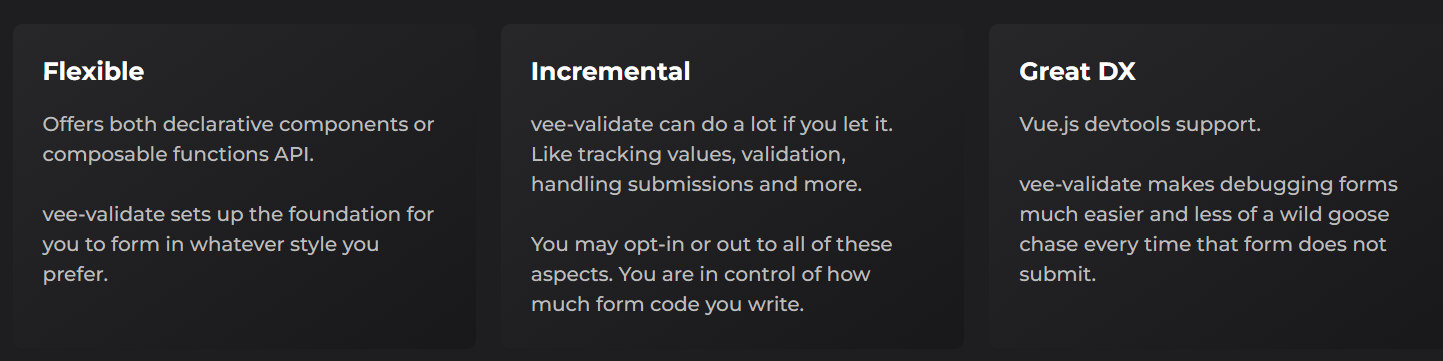 Flexible
Offers both declarative components or
composable functions API.
vee-validate sets up the foundation for
you to form in whatever style you
prefer.
Incremental
vee-validate can do a lot if you let it.
Like tracking values, validation,
handling submissions and more.
You may opt-in or out to all of these
aspects. You are in control of how
much form code you write.
Great DX
Vue.js devtools support.
vee-validate makes debugging forms
much easier and less of a wild goose
chase every time that form does not
submit.